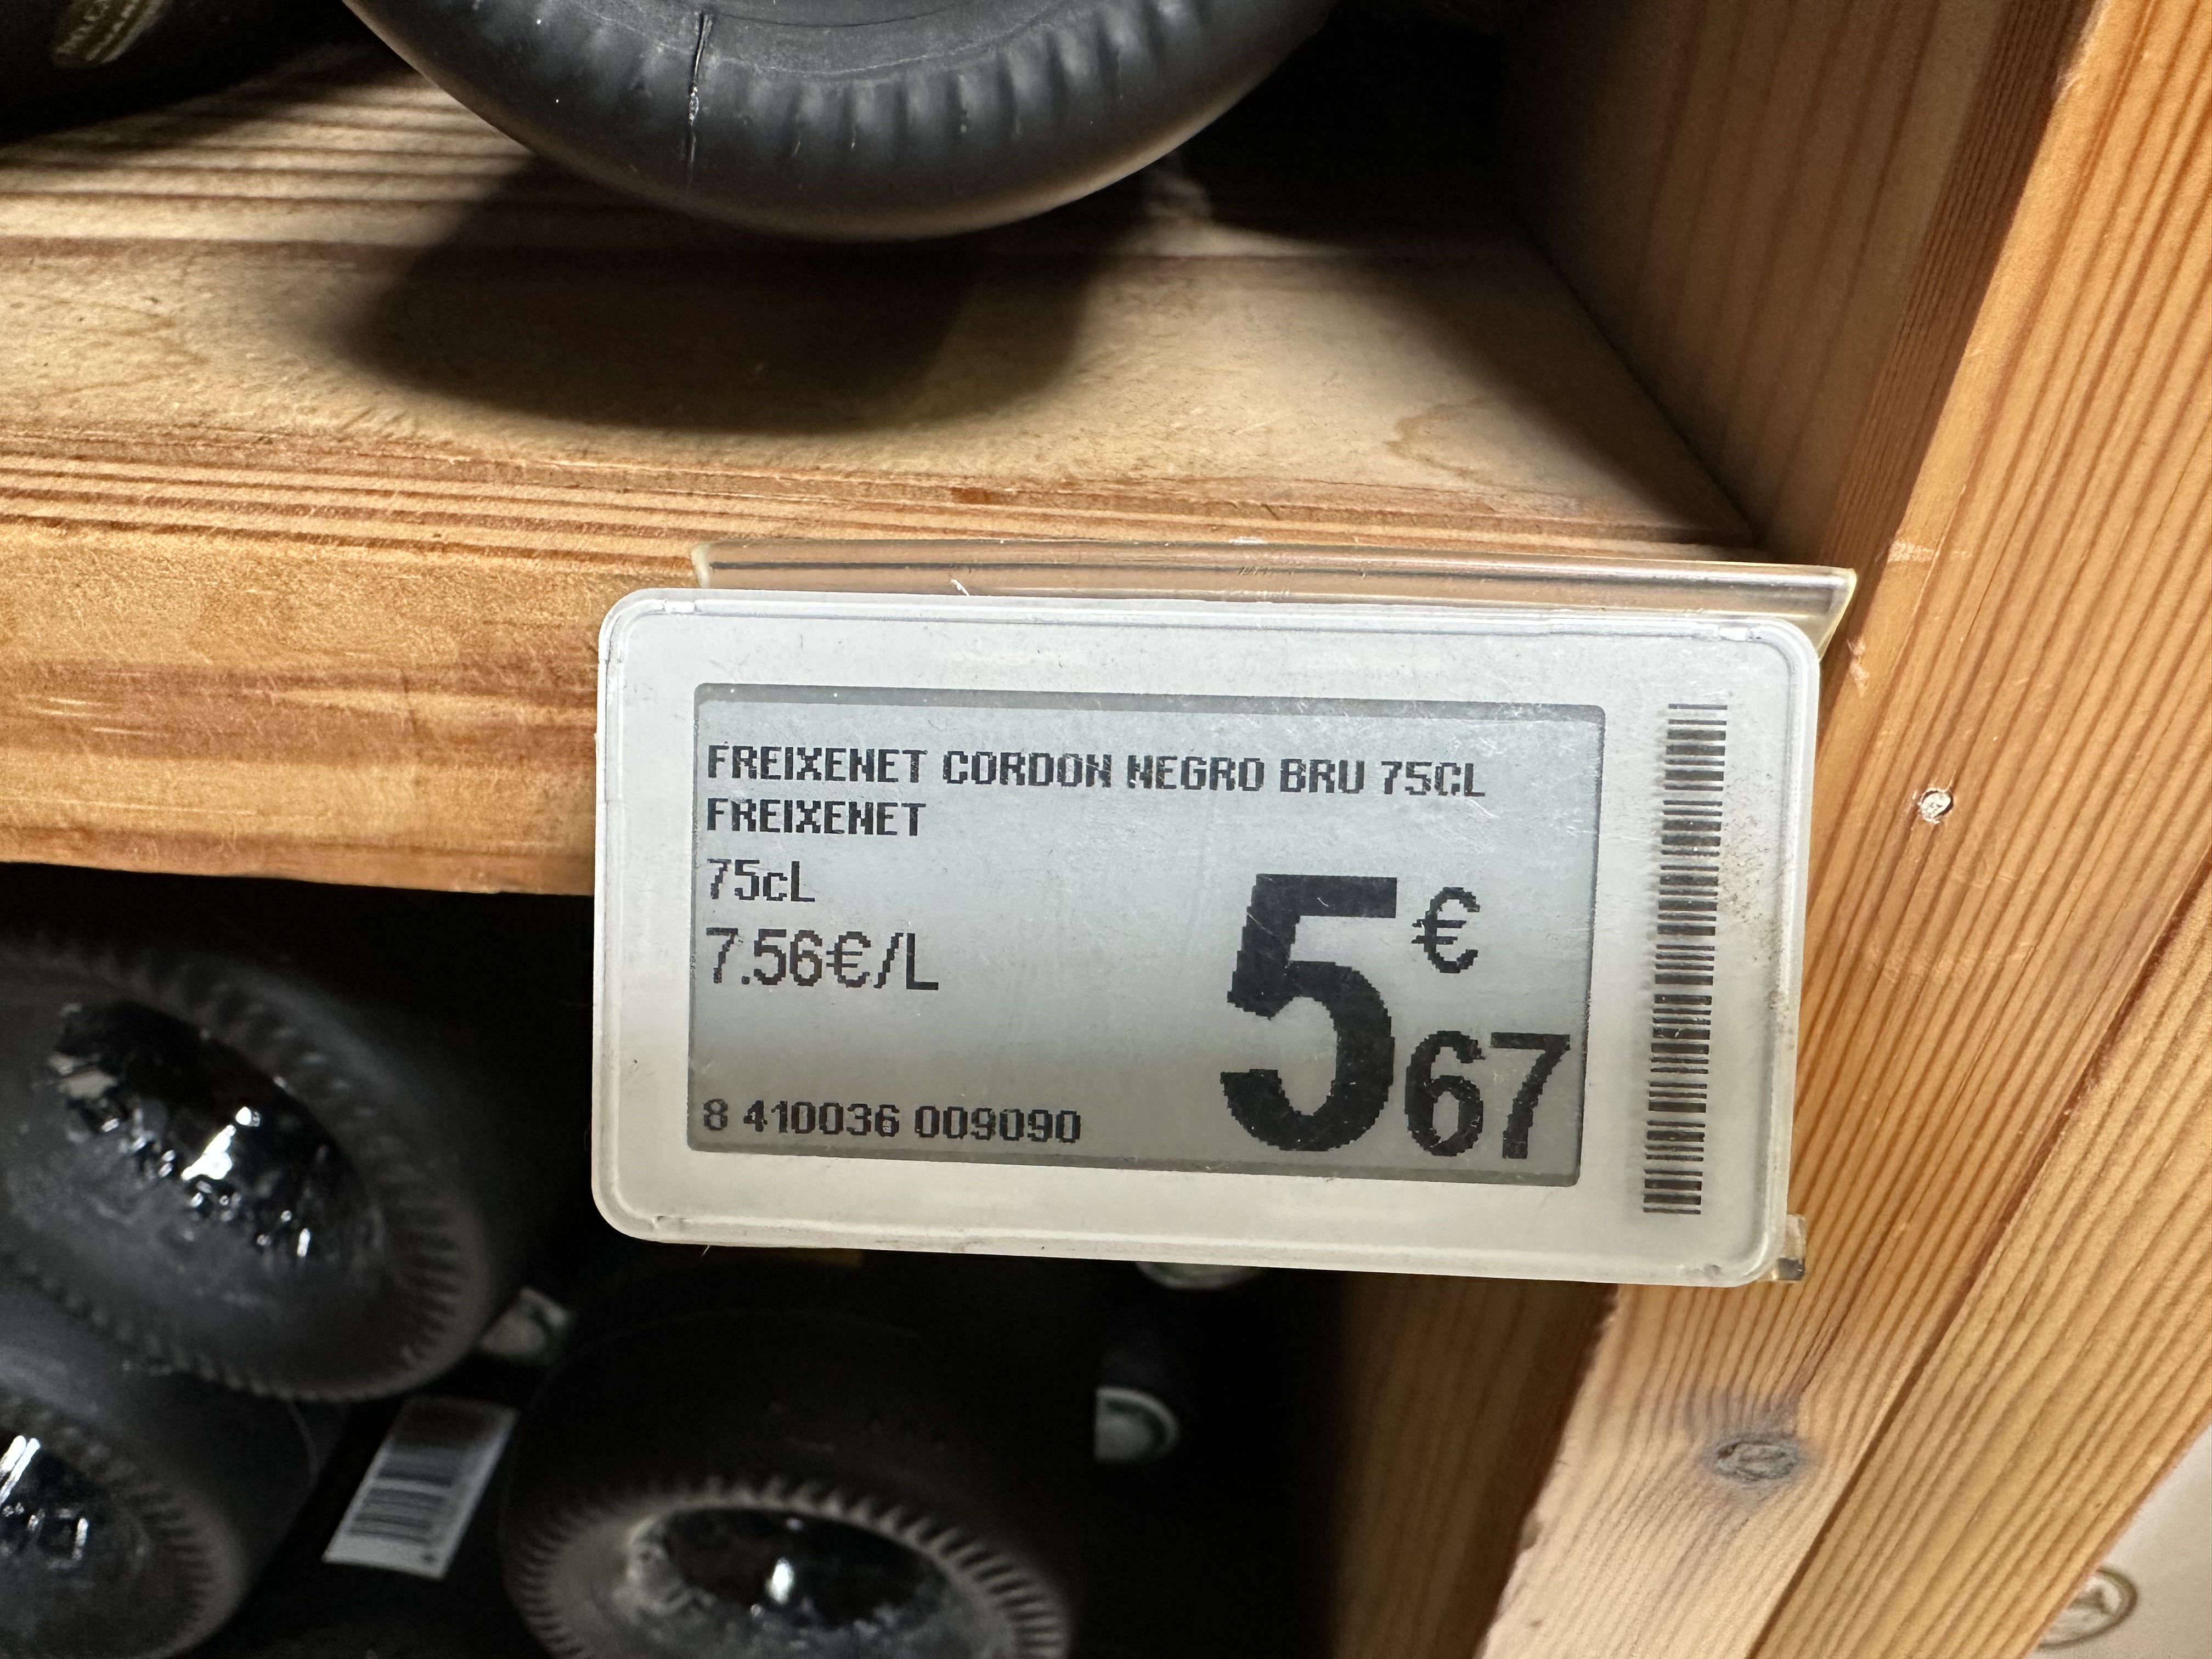 FREIXENET CORDON NEGRO BRU 75CL
FREIXENET
75cL
7.56€/L
5€67
8 410036 009090